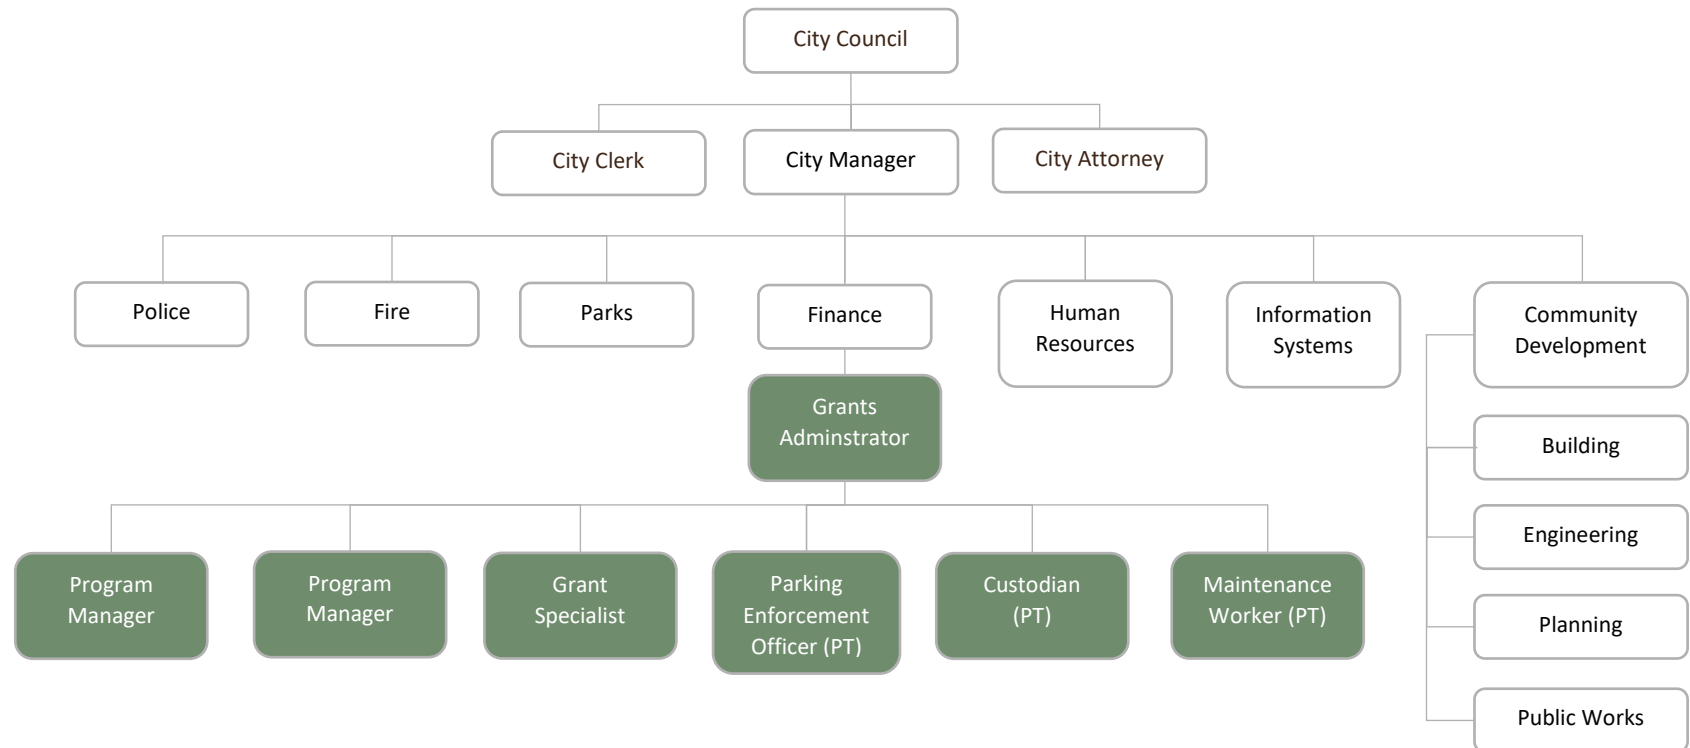 City Council
City Clerk
City Manager
City Attorney
Police
Fire
Parks
Finance
Human
Resources
Information
Systems
Community
Development
Grants
Adminstrator
Building
Engineering
Planning
Public Works
Program
Manager
Program
Manager
Grant
Specialist
Parking
Enforcement
Officer (PT)
Custodian
(PT)
Maintenance
Worker (PT)